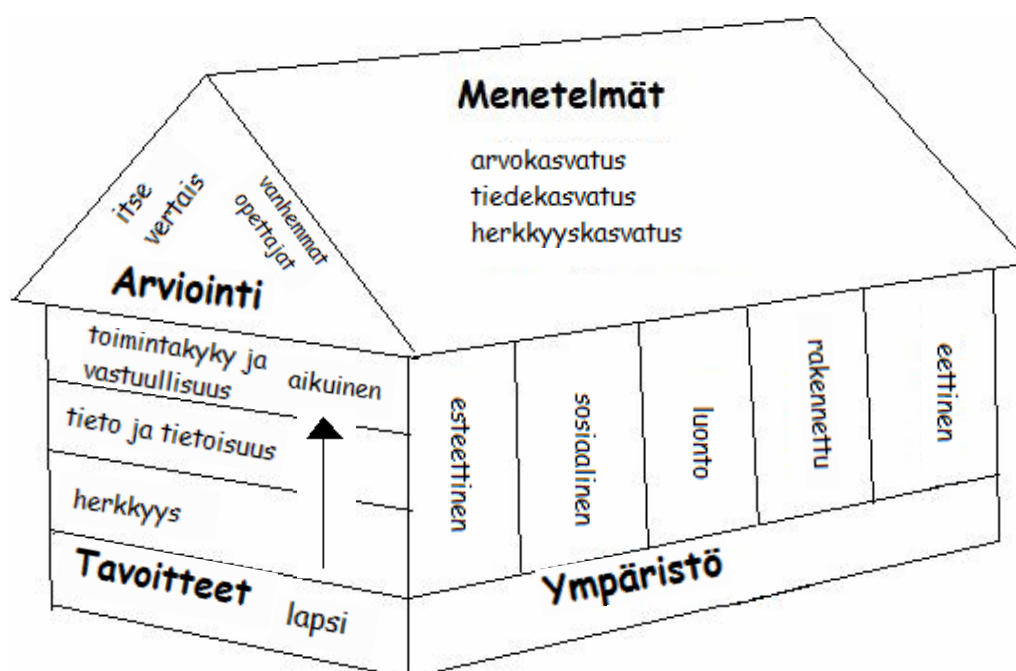 Menetelmät
arvokasvatus
tiedekasvatus
herkkyyskasvatus
itse
vertais
vanhemmat
opettajat
Arviointi
toimintakyky ja
vastuullisuus
aikuinen
tieto ja tietoisuus
herkkyys
Tavoitteet
lapsi
esteettinen
sosiaalinen
luonto
rakennettu
eettinen
Ympäristö